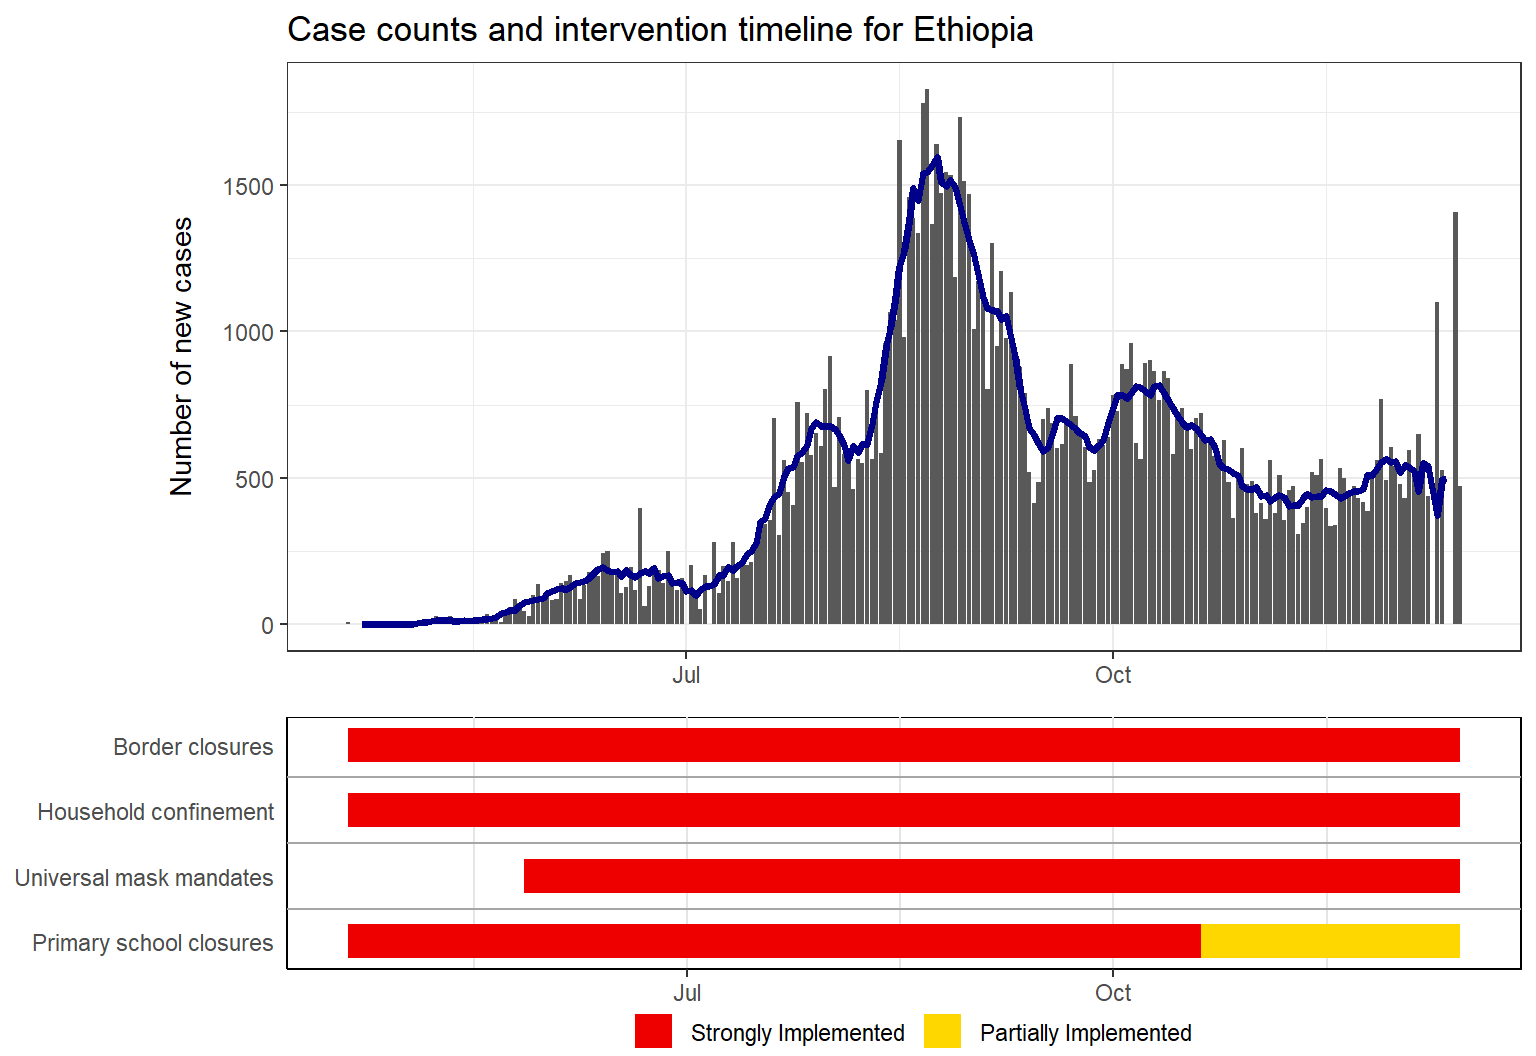 Case counts and intervention timeline for Ethiopia
Number of new cases
1500
1000
500
0
Jul
Oct
Border closures
Household confinement
Universal mask mandates
Primary school closures
Jul
Oct
Strongly Implemented
Partially Implemented